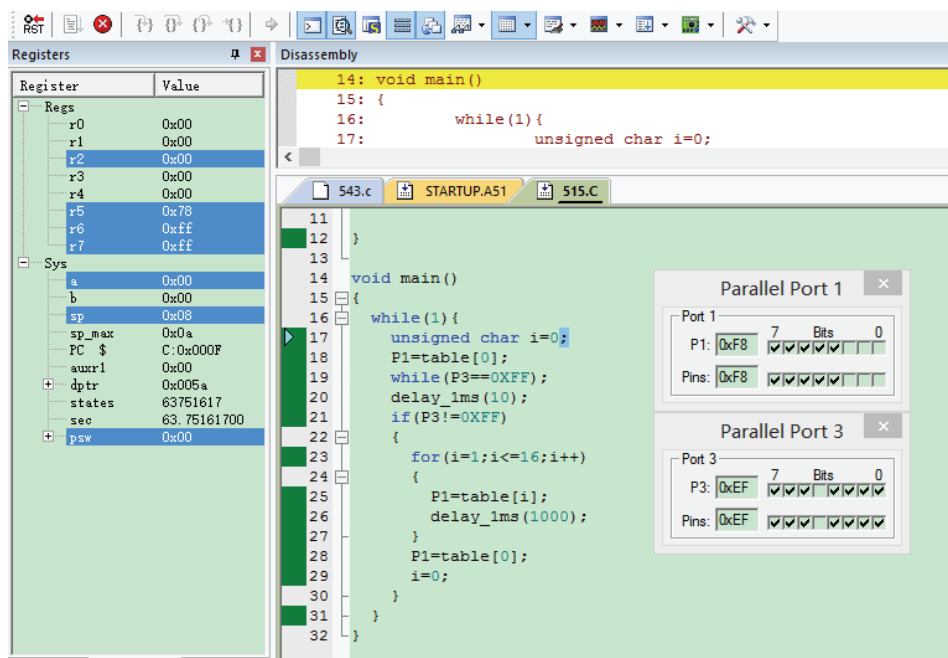 RST
Registers
Register Value
Regs
r0 0x00
r1 0x00
r2 0x00
r3 0x00
r4 0x00
r5 0x78
r6 0xff
r7 0xff
Sys
a 0x00
b 0x00
sp 0x08
sp_max 0x0a
PC $ C:0x000F
auxr1 0x00
dptr 0x005a
states 63751617
sec 63.75161700
psw 0x00
Disassembly
14: void main()
15: {
16: while(1){
17: unsigned char i=0;
543.c STARTUP.A51 515.C
11
12 }
13
14 void main()
15 {
16 while(1){
17 unsigned char i=0;
18 P1=table[0];
19 while(P3==0XFF);
20 delay_1ms(10);
21 if(P3!=0XFF)
22 {
23 for(i=1;i<=16;i++)
24 {
25 P1=table[i];
26 delay_1ms(1000);
27 }
28 P1=table[0];
29 i=0;
30 }
31 }
32 }
Parallel Port 1
Port 1
7 Bits 0
P1: 0xF8
Pins: 0xF8
Parallel Port 3
Port 3
7 Bits 0
P3: 0xEF
Pins: 0xEF